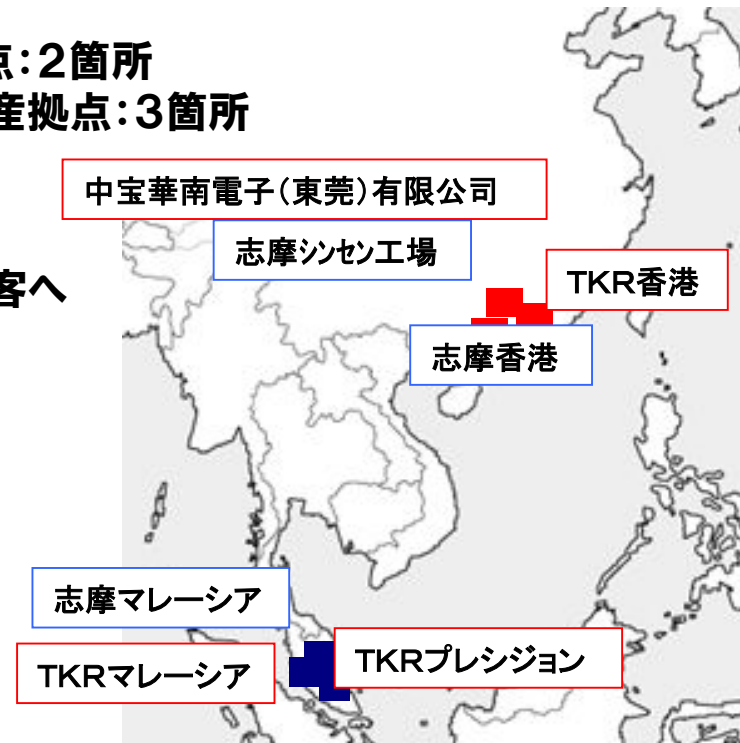 点:２箇所
産拠点:３箇所
中宝華南電子(東莞)有限公司
志摩シンセン工場
客へ
ＴＫＲ香港
志摩香港
志摩マレーシア
ＴＫＲプレシジョン
ＴＫＲマレーシア